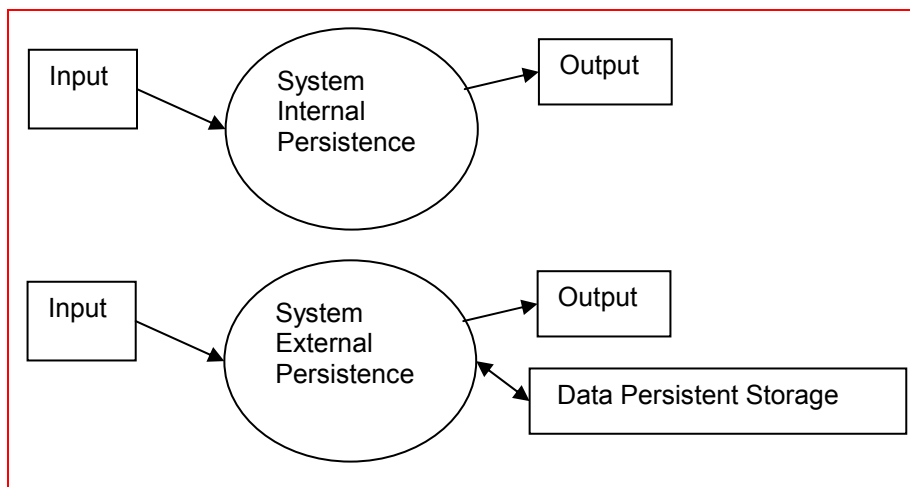 Input
System
Internal
Persistence
Output
Input
System
External
Persistence
Output
Data Persistent Storage